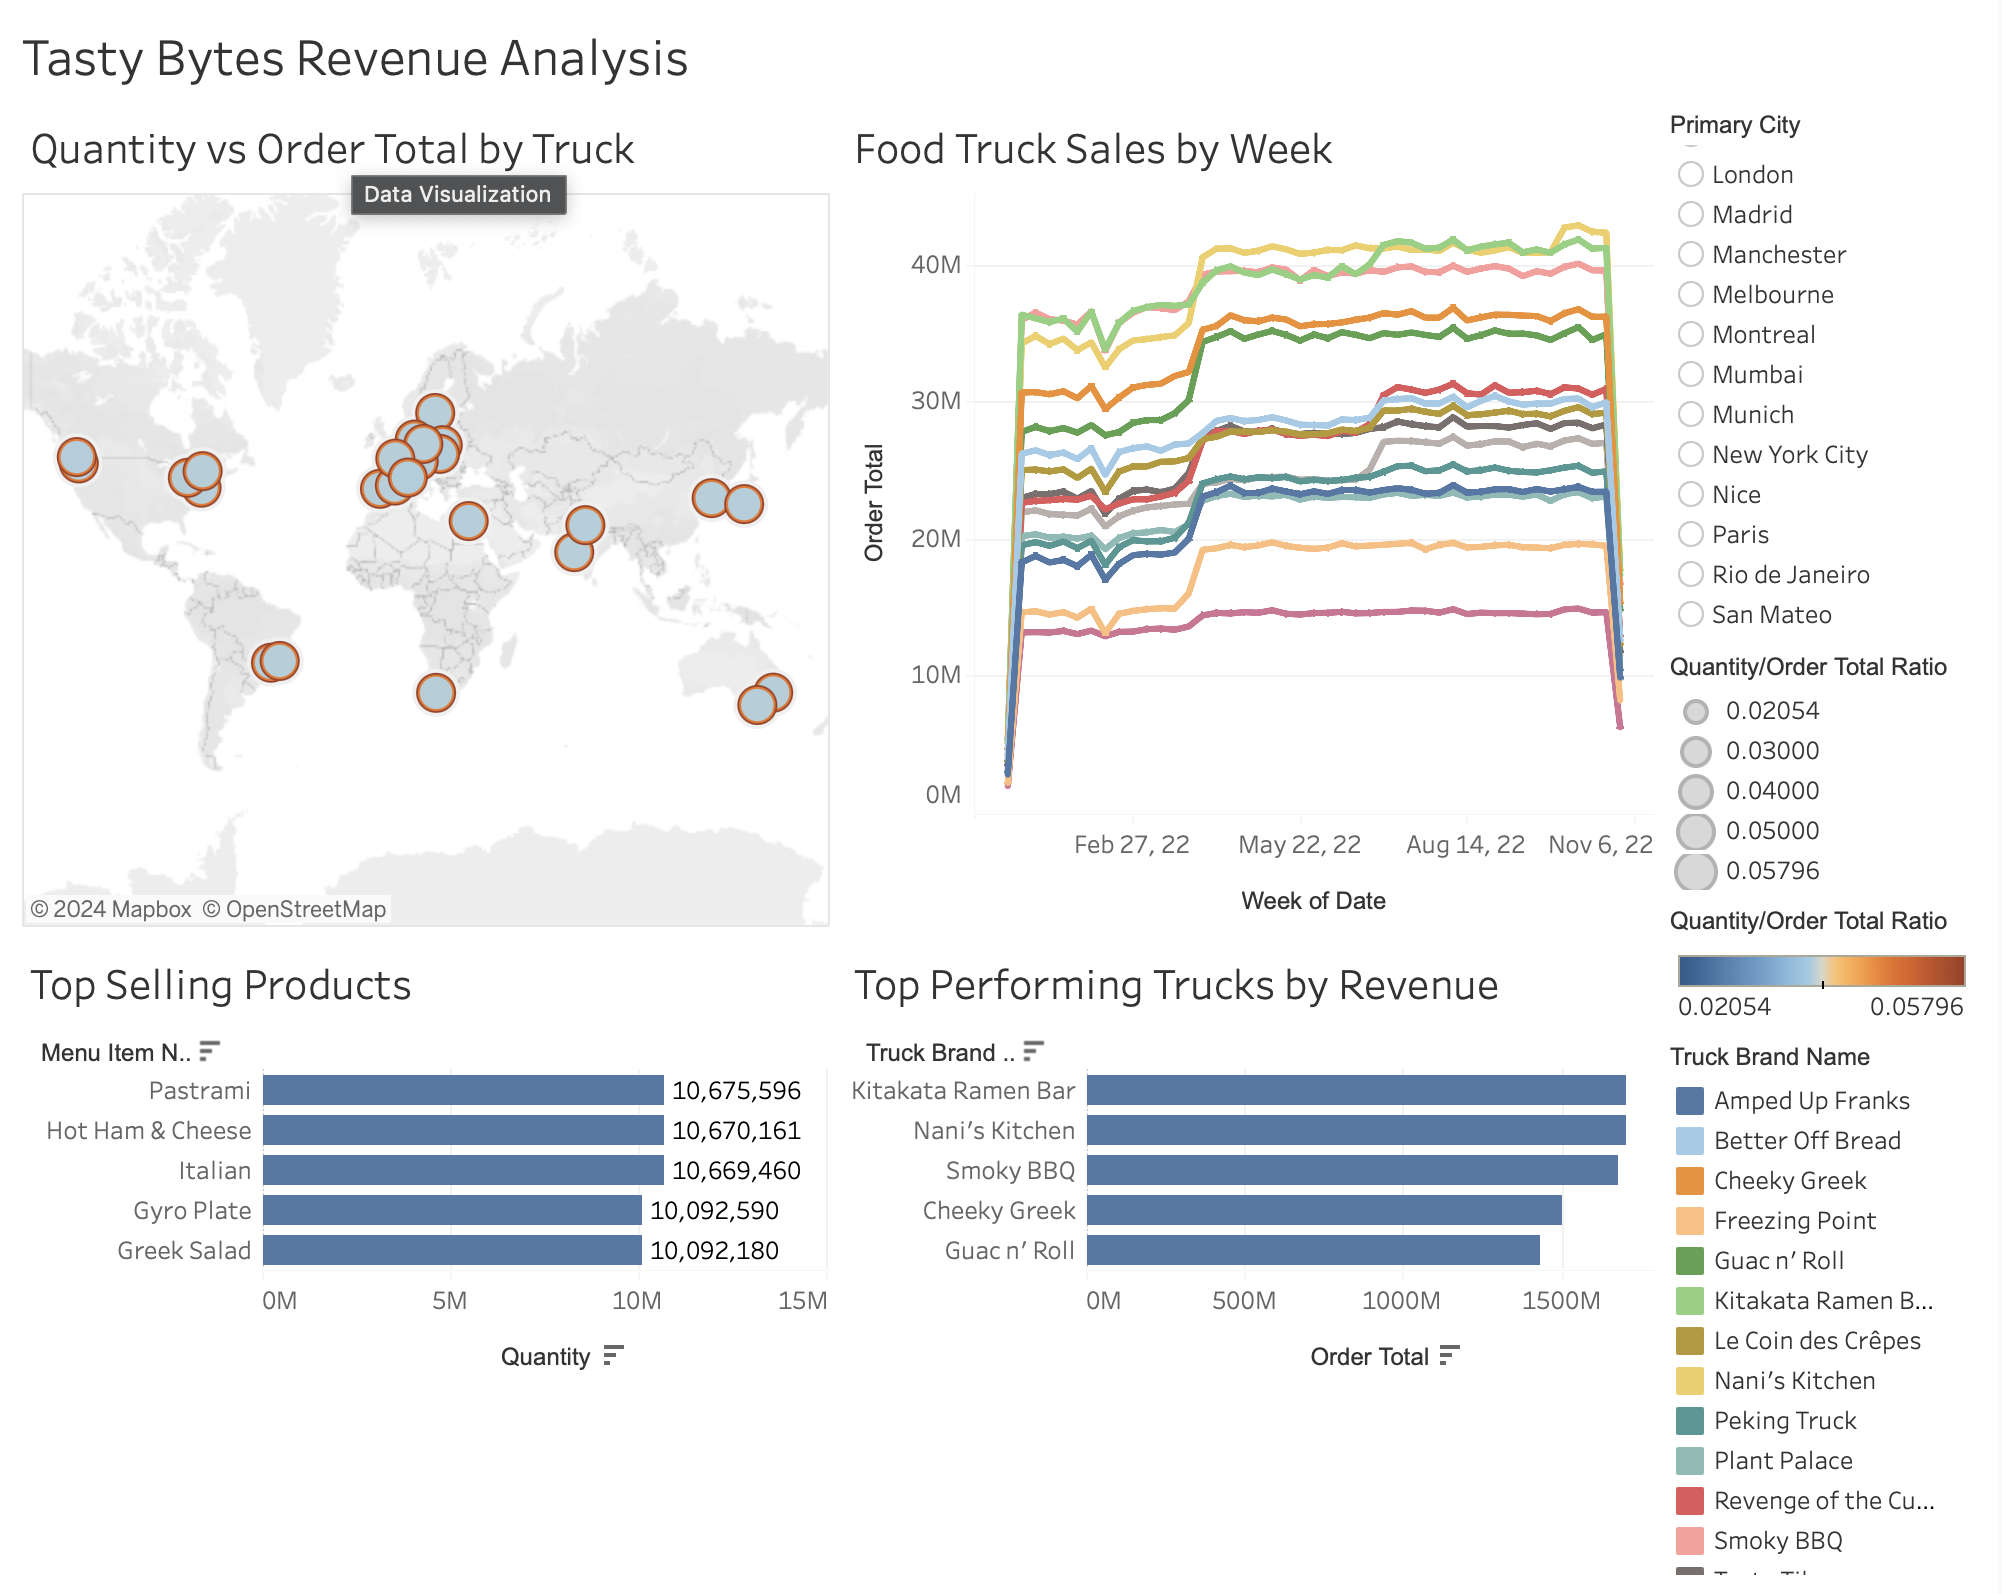 Tasty Bytes Revenue Analysis
Quantity vs Order Total by Truck
Data Visualization
© 2024 Mapbox © OpenStreetMap
Food Truck Sales by Week
Order Total
40M
30M
20M
10M
0M
Feb 27, 22
May 22, 22
Aug 14, 22
Nov 6, 22
Week of Date
Primary City
London
Madrid
Manchester
Melbourne
Montreal
Mumbai
Munich
New York City
Nice
Paris
Rio de Janeiro
San Mateo
Quantity/Order Total Ratio
0.02054
0.03000
0.04000
0.05000
0.05796
Quantity/Order Total Ratio
0.02054 0.05796
Truck Brand Name
Amped Up Franks
Better Off Bread
Cheeky Greek
Freezing Point
Guac n’ Roll
Kitakata Ramen B...
Le Coin des Crêpes
Nani’s Kitchen
Peking Truck
Plant Palace
Revenge of the Cu...
Smoky BBQ
Top Selling Products
Menu Item N..
Pastrami 10,675,596
Hot Ham & Cheese 10,670,161
Italian 10,669,460
Gyro Plate 10,092,590
Greek Salad 10,092,180
0M 5M 10M 15M
Quantity
Top Performing Trucks by Revenue
Truck Brand ..
Kitakata Ramen Bar
Nani’s Kitchen
Smoky BBQ
Cheeky Greek
Guac n’ Roll
0M 500M 1000M 1500M
Order Total